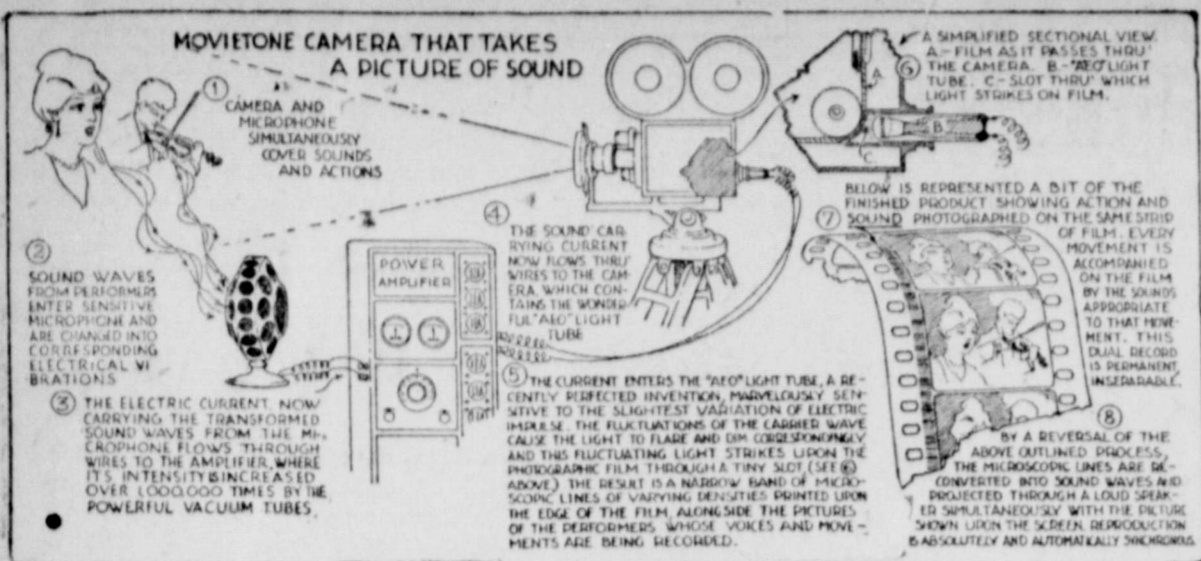 MOVIETONE CAMERA THAT TAKES
A PICTURE OF SOUND
1
CAMERA AND
MICROPHONE
SIMULTANEOUSLY
COVER SOUNDS
AND ACTIONS
2
SOUND WAVES
FROM PERFORMERS
ENTER SENSITIVE
MICROPHONE AND
ARE CHANGED INTO
CORRESPONDING
ELECTRICAL VI
BRATIONS
3 THE ELECTRIC CURRENT, NOW
CARRYING THE TRANSFORMED
SOUND WAVES FROM THE MI-
CROPHONE FLOWS THROUGH
WIRES TO THE AMPLIFIER, WHERE
ITS INTENSITY IS INCREASED
OVER 1,000,000 TIMES BY THE
POWERFUL VACUUM TUBES.
POWER
AMPLIFIER
4
THE SOUND CAR-
RYING CURRENT
NOW FLOWS THRU'
WIRES TO THE CAM-
ERA, WHICH CON-
TAINS THE WONDER-
FUL "AEO" LIGHT
TUBE
5 THE CURRENT ENTERS THE "AEO" LIGHT TUBE, A RE-
CENTLY PERFECTED INVENTION, MARVELOUSLY SEN-
SITIVE TO THE SLIGHTEST VARIATION OF ELECTRIC
IMPULSE. THE FLUCTUATIONS OF THE CARRIER WAVE
CAUSE THE LIGHT TO FLARE AND DIM CORRESPONDINGLY
AND THIS FLUCTUATING LIGHT STRIKES UPON THE
PHOTOGRAPHIC FILM THROUGH A TINY SLOT, (SEE 6
ABOVE.) THE RESULT IS A NARROW BAND OF MICRO-
SCOPIC LINES OF VARYING DENSITIES PRINTED UPON
THE EDGE OF THE FILM, ALONGSIDE THE PICTURES
OF THE PERFORMERS WHOSE VOICES AND MOVE-
MENTS ARE BEING RECORDED.
A SIMPLIFIED SECTIONAL VIEW.
A.- FILM AS IT PASSES THRU'
6 THE CAMERA. B.- "AEO" LIGHT
TUBE. C.- SLOT THRU' WHICH
LIGHT STRIKES ON FILM.
A
B
C
BELOW IS REPRESENTED A BIT OF THE
7 FINISHED PRODUCT SHOWING ACTION AND
SOUND PHOTOGRAPHED ON THE SAME STRIP
OF FILM. EVERY
MOVEMENT IS
ACCOMPANIED
ON THE FILM
BY THE SOUNDS
APPROPRIATE
TO THAT MOVE-
MENT. THIS
DUAL RECORD
IS PERMANENT,
INSEPARABLE.
8
BY A REVERSAL OF THE
ABOVE OUTLINED PROCESS,
THE MICROSCOPIC LINES ARE RE-
CONVERTED INTO SOUND WAVES AND
PROJECTED THROUGH A LOUD SPEAK-
ER SIMULTANEOUSLY WITH THE PICTURE
SHOWN UPON THE SCREEN. REPRODUCTION
IS ABSOLUTELY AND AUTOMATICALLY SYNCHRONOUS